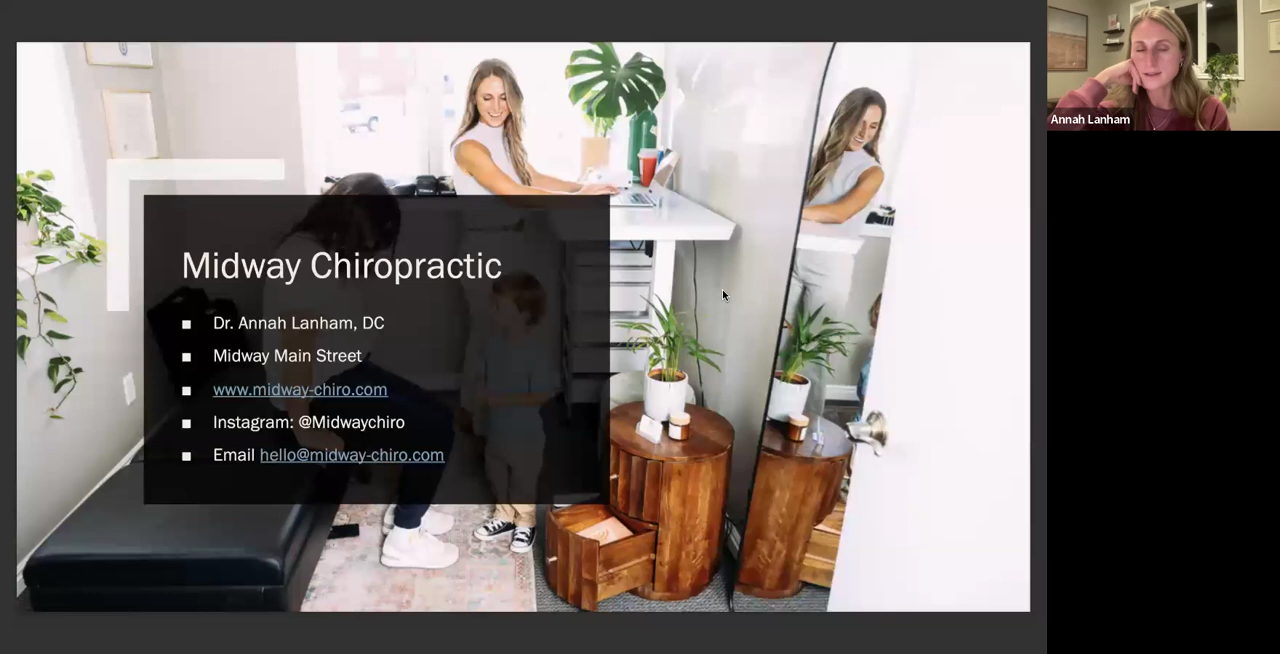 Midway Chiropractic
Dr. Annah Lanham, DC
Midway Main Street
www.midway-chiro.com
Instagram: @Midwaychiro
Email hello@midway-chiro.com
Annah Lanham